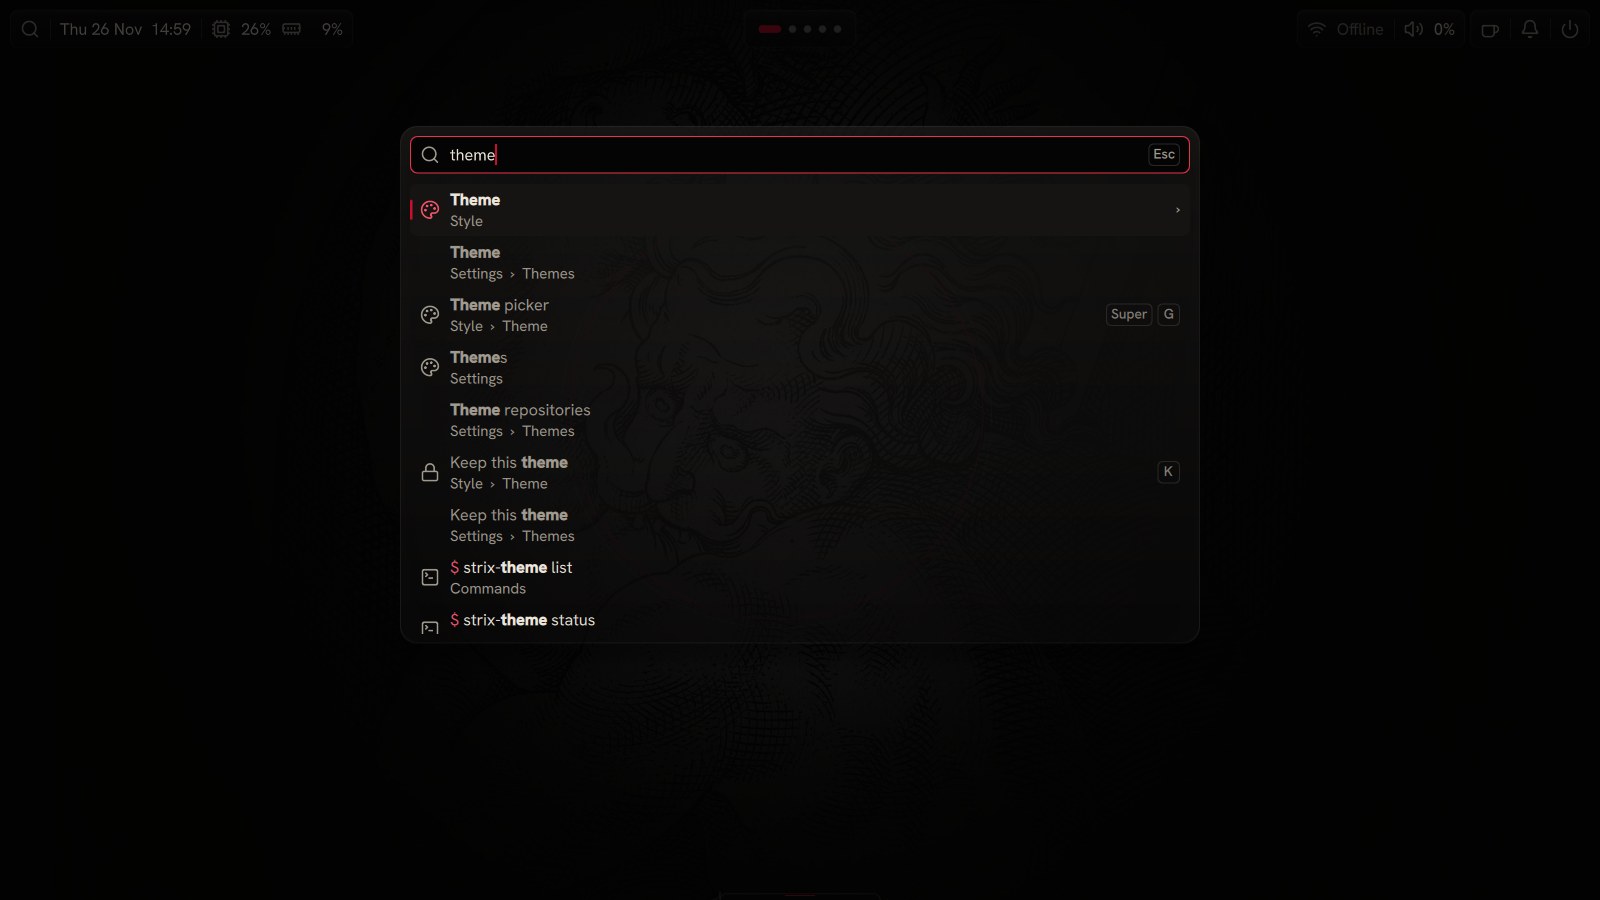 Thu 26 Nov 14:59 26% 9%
Offline 0%
theme Esc
Theme
Style ›
Theme
Settings › Themes
Theme picker
Style › Theme Super G
Themes
Settings
Theme repositories
Settings › Themes
Keep this theme
Style › Theme K
Keep this theme
Settings › Themes
$ strix-theme list
Commands
$ strix-theme status